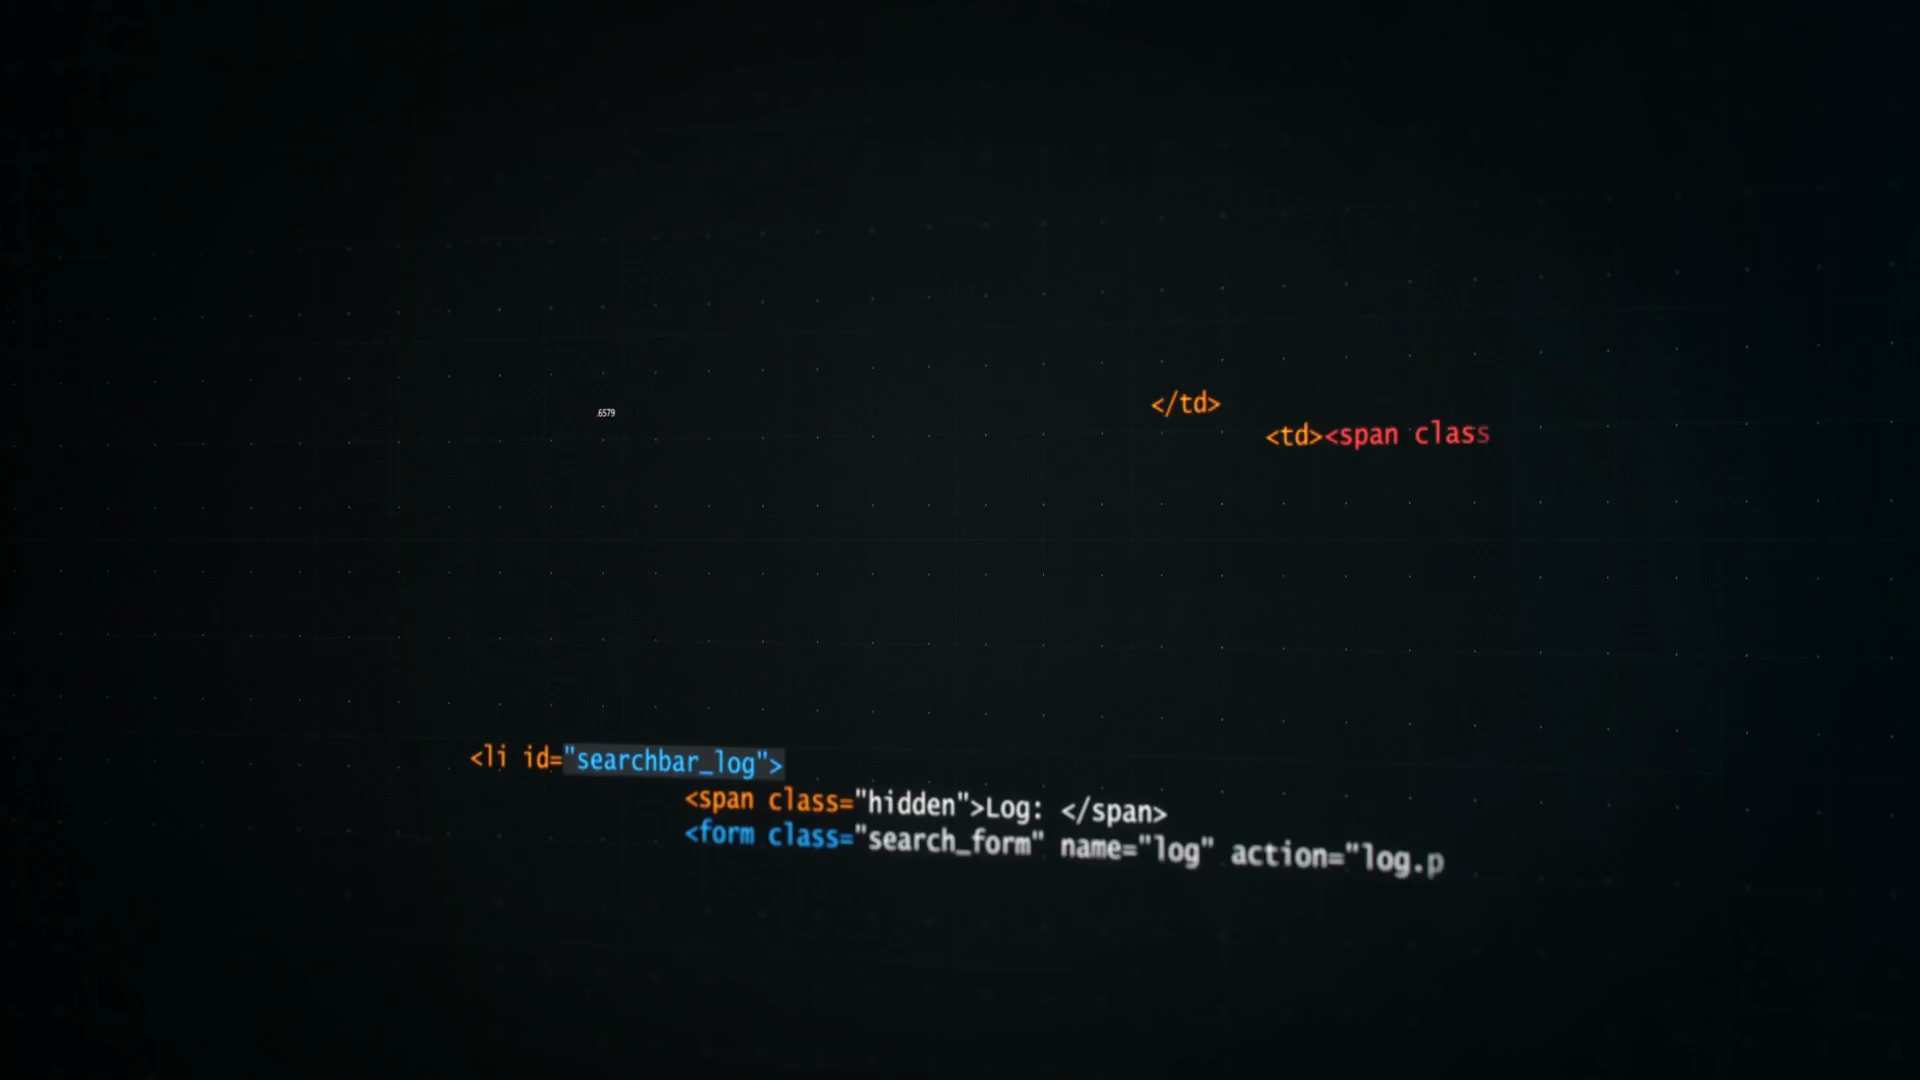 </td>
.6579
<td><span class
<li id="searchbar_log">
<span class="hidden">Log: </span>
<form class="search_form" name="log" action="log.p